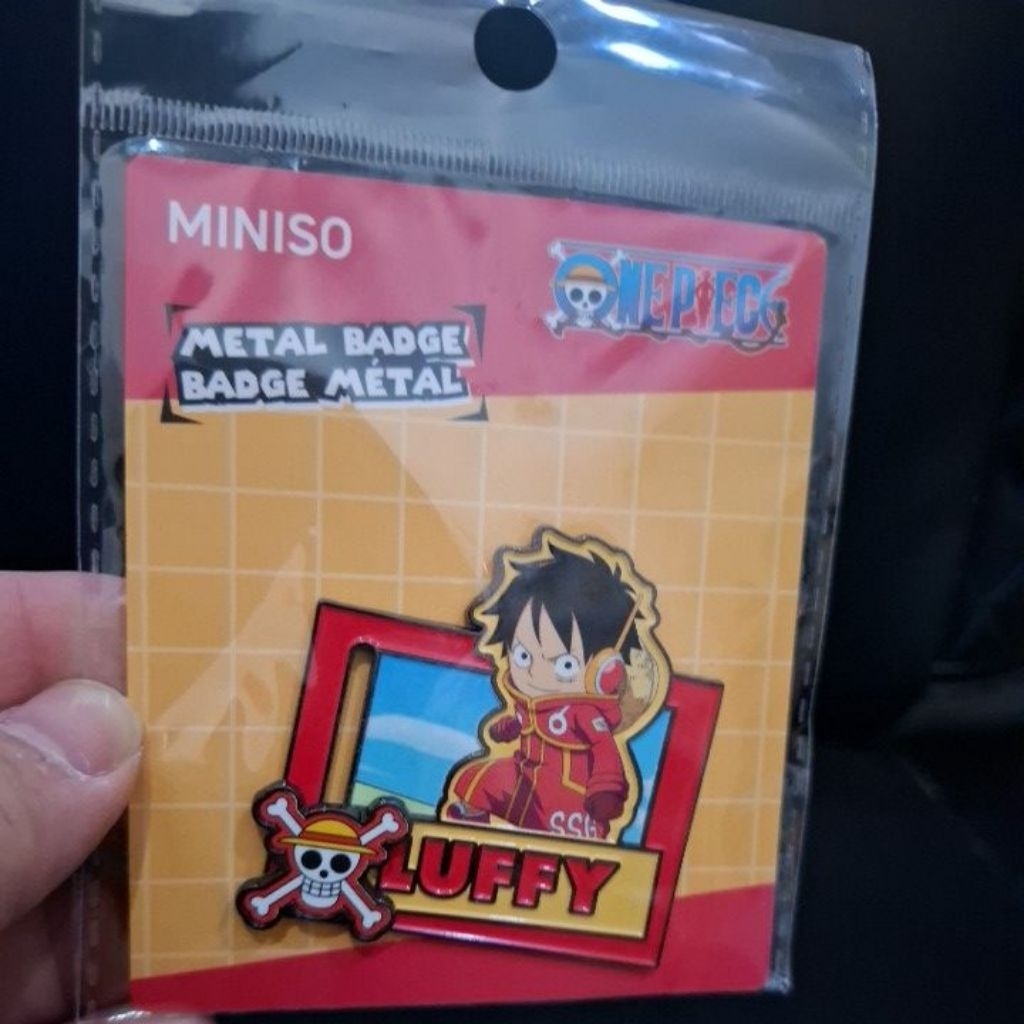 MINISO
ONE PIECE
METAL BADGE
BADGE MÉTAL
SSG
LUFFY